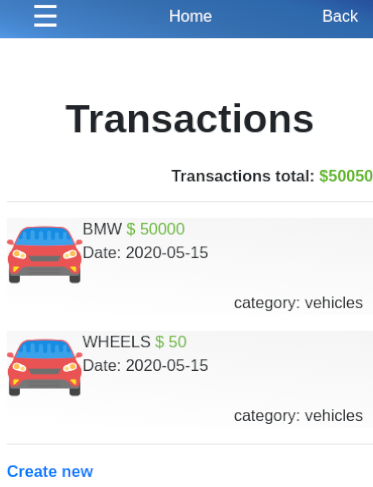 Home Back
Transactions
Transactions total: $50050
BMW $ 50000
Date: 2020-05-15
category: vehicles
WHEELS $ 50
Date: 2020-05-15
category: vehicles
Create new